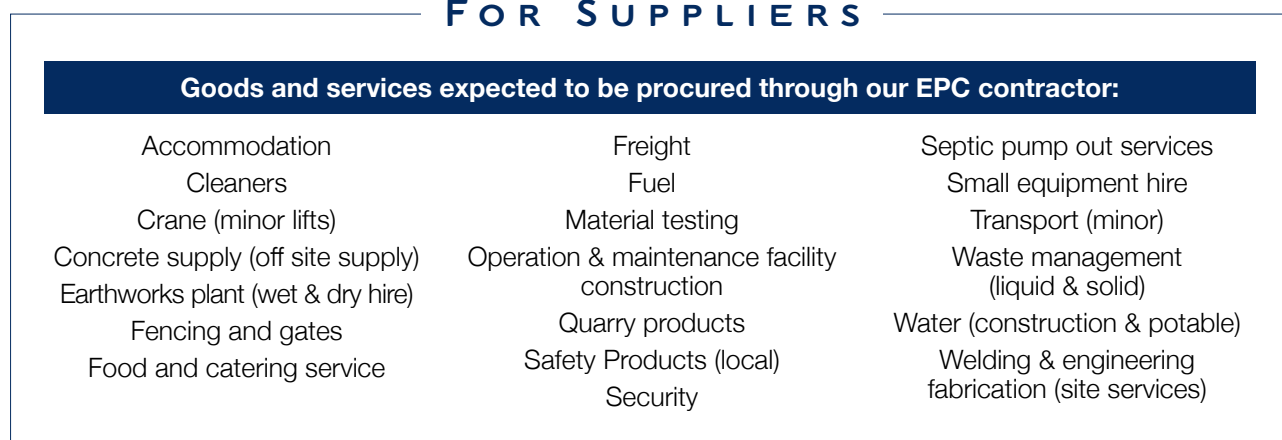 FOR SUPPLIERS
Goods and services expected to be procured through our EPC contractor:
Accommodation
Cleaners
Crane (minor lifts)
Concrete supply (off site supply)
Earthworks plant (wet & dry hire)
Fencing and gates
Food and catering service
Freight
Fuel
Material testing
Operation & maintenance facility
construction
Quarry products
Safety Products (local)
Security
Septic pump out services
Small equipment hire
Transport (minor)
Waste management
(liquid & solid)
Water (construction & potable)
Welding & engineering
fabrication (site services)